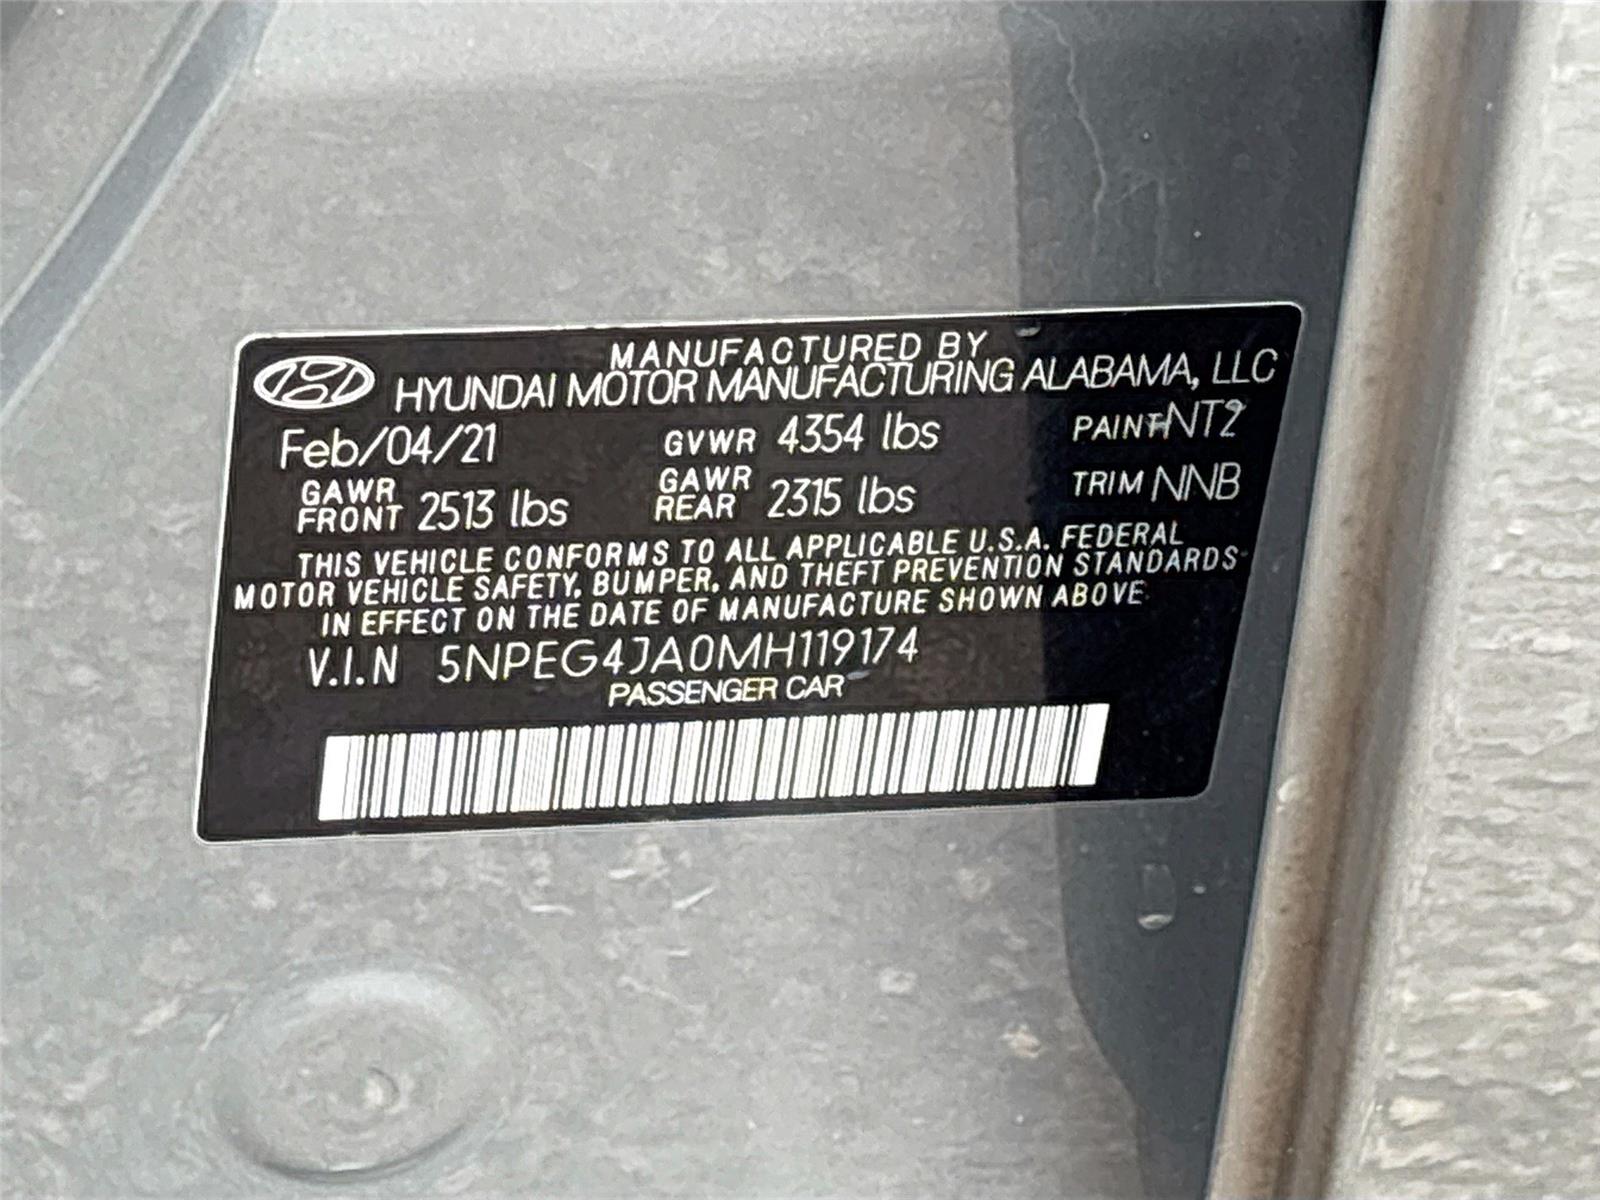 MANUFACTURED BY
HYUNDAI MOTOR MANUFACTURING ALABAMA, LLC
Feb/04/21 GVWR 4354 lbs PAINT NT2
GAWR FRONT 2513 lbs GAWR REAR 2315 lbs TRIM NNB
THIS VEHICLE CONFORMS TO ALL APPLICABLE U.S.A. FEDERAL
MOTOR VEHICLE SAFETY, BUMPER, AND THEFT PREVENTION STANDARDS
IN EFFECT ON THE DATE OF MANUFACTURE SHOWN ABOVE
V.I.N 5NPEG4JA0MH119174
PASSENGER CAR